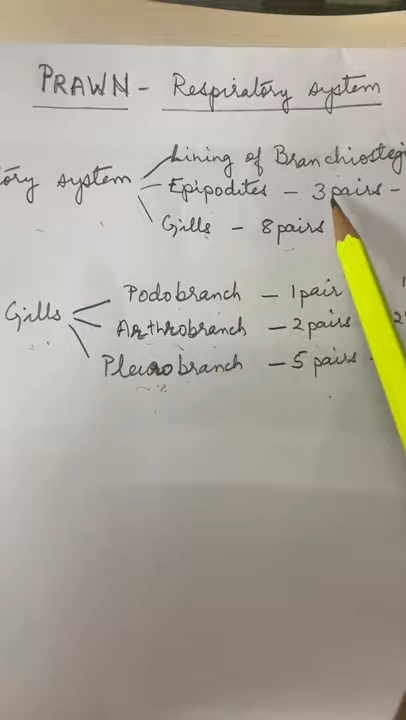 PRAWN - Respiratory system
ory system
Lining of Branchiosteg
Epipodites - 3 pairs -
Gills - 8 pairs
Gills
Podobranch - 1 pair
Arthrobranch - 2 pairs
Pleurobranch - 5 pairs